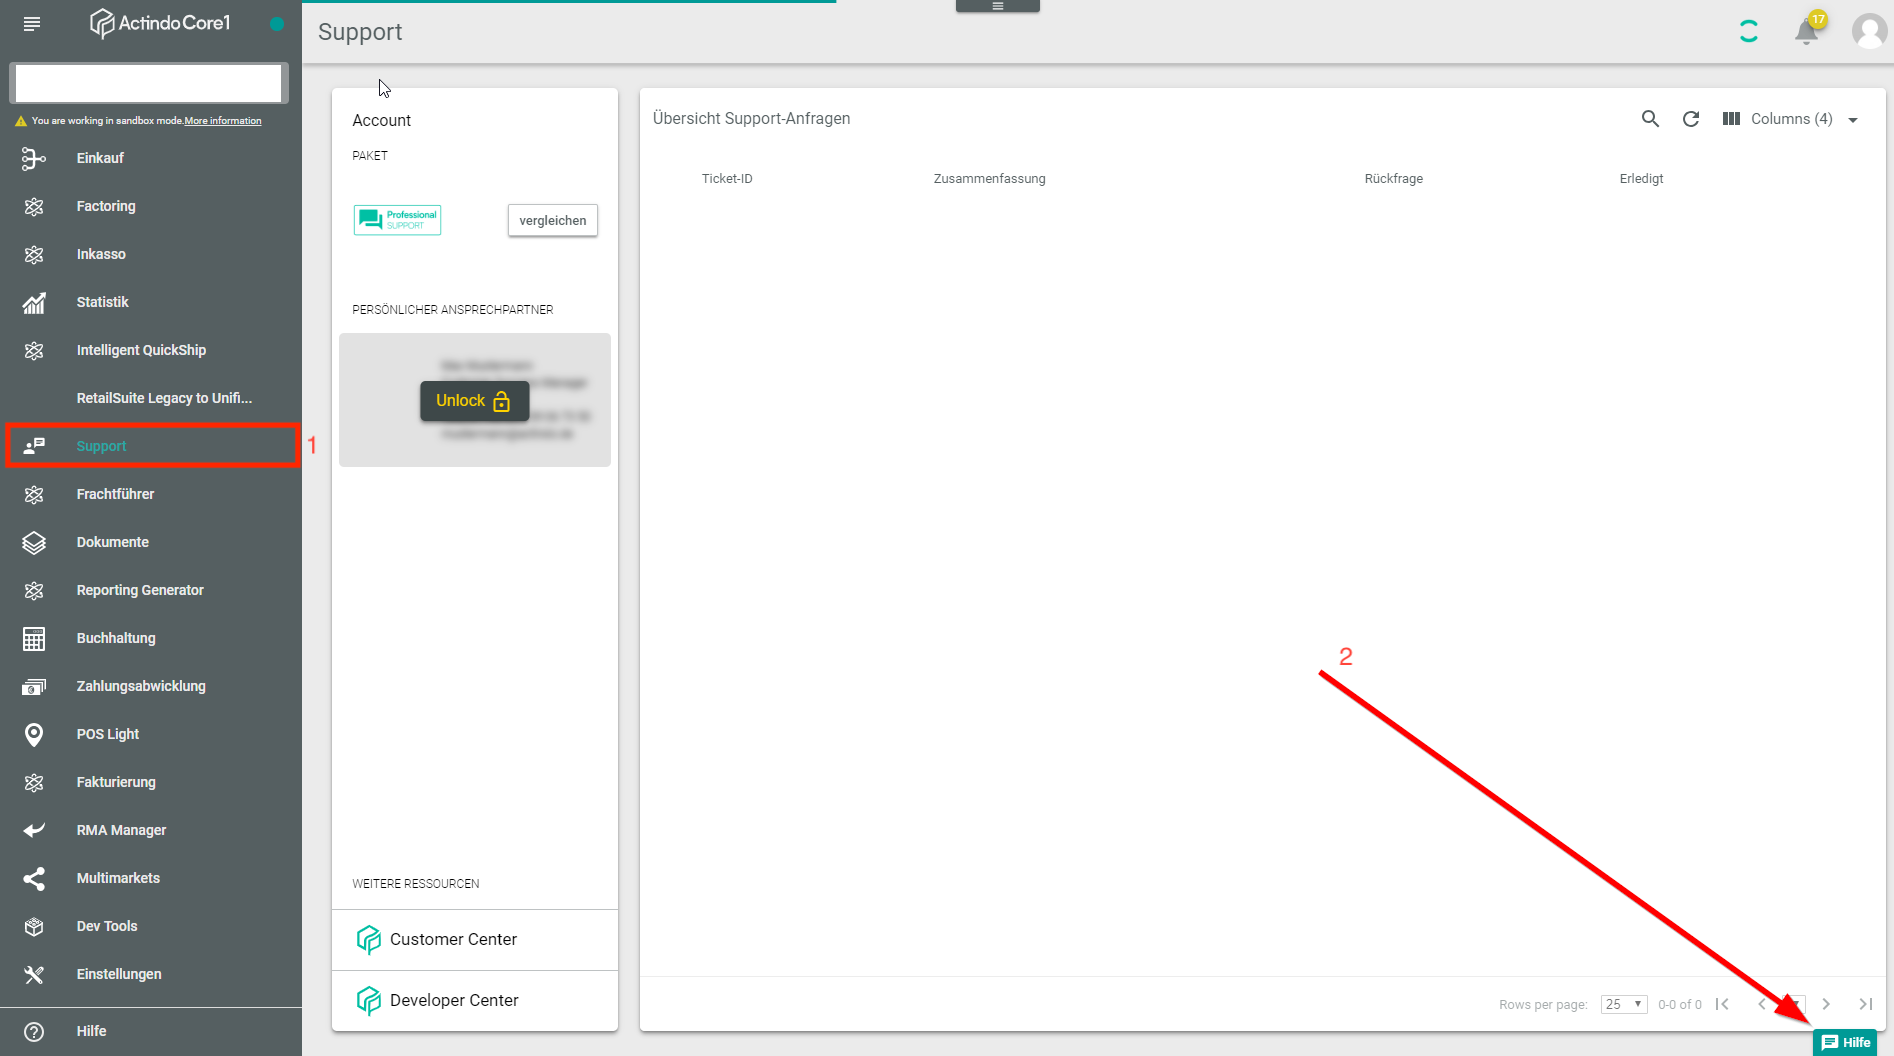 Actindo Core1
Support
17
You are working in sandbox mode.More information
Einkauf
Factoring
Inkasso
Statistik
Intelligent QuickShip
RetailSuite Legacy to Unifi...
Support
1
Frachtführer
Dokumente
Reporting Generator
Buchhaltung
Zahlungsabwicklung
POS Light
Fakturierung
RMA Manager
Multimarkets
Dev Tools
Einstellungen
Hilfe
Account
PAKET
Professional
SUPPORT
vergleichen
PERSÖNLICHER ANSPRECHPARTNER
Unlock
WEITERE RESSOURCEN
Customer Center
Developer Center
Übersicht Support-Anfragen
Columns (4)
Ticket-ID Zusammenfassung Rückfrage Erledigt
2
Rows per page: 25 0-0 of 0
Hilfe